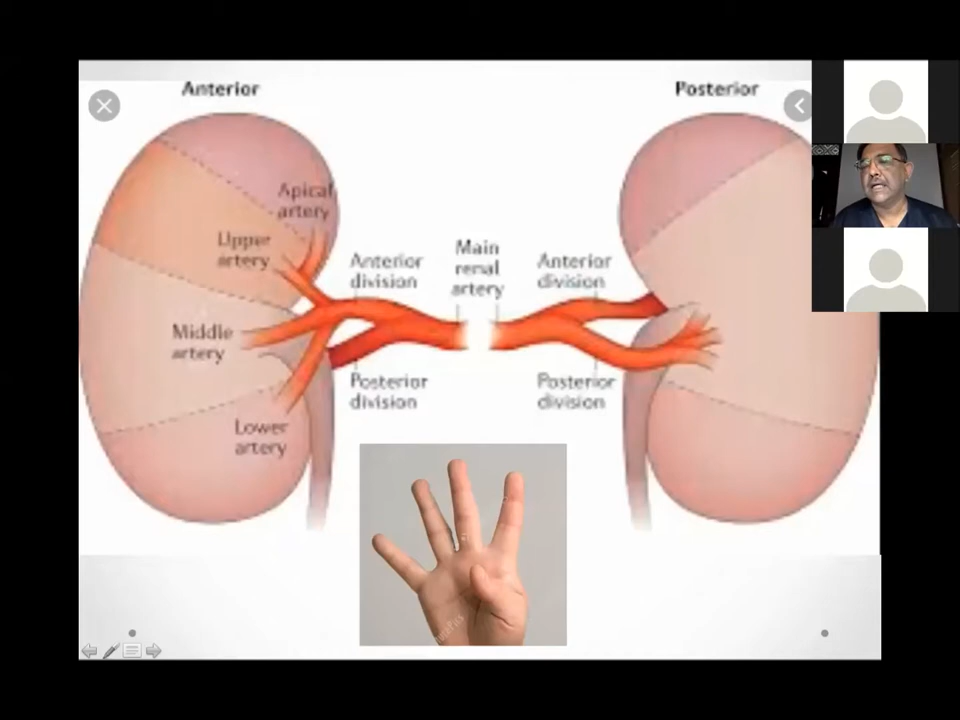 Anterior
Posterior
Apical
artery
Upper
artery
Anterior
division
Main
renal
artery
Anterior
division
Middle
artery
Posterior
division
Posterior
division
Lower
artery